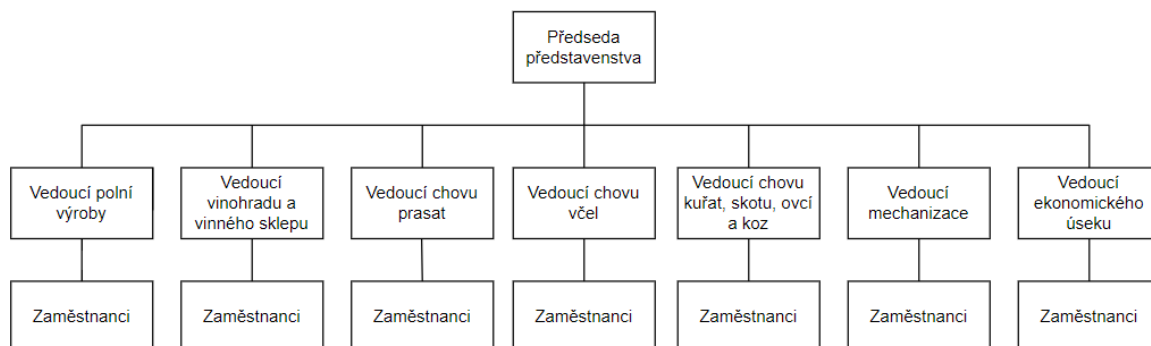 Předseda
představenstva
Vedoucí polní
výroby
Vedoucí
vinohradu a
vinného sklepu
Vedoucí chovu
prasat
Vedoucí chovu
včel
Vedoucí chovu
kuřat, skotu, ovcí
a koz
Vedoucí
mechanizace
Vedoucí
ekonomického
úseku
Zaměstnanci
Zaměstnanci
Zaměstnanci
Zaměstnanci
Zaměstnanci
Zaměstnanci
Zaměstnanci